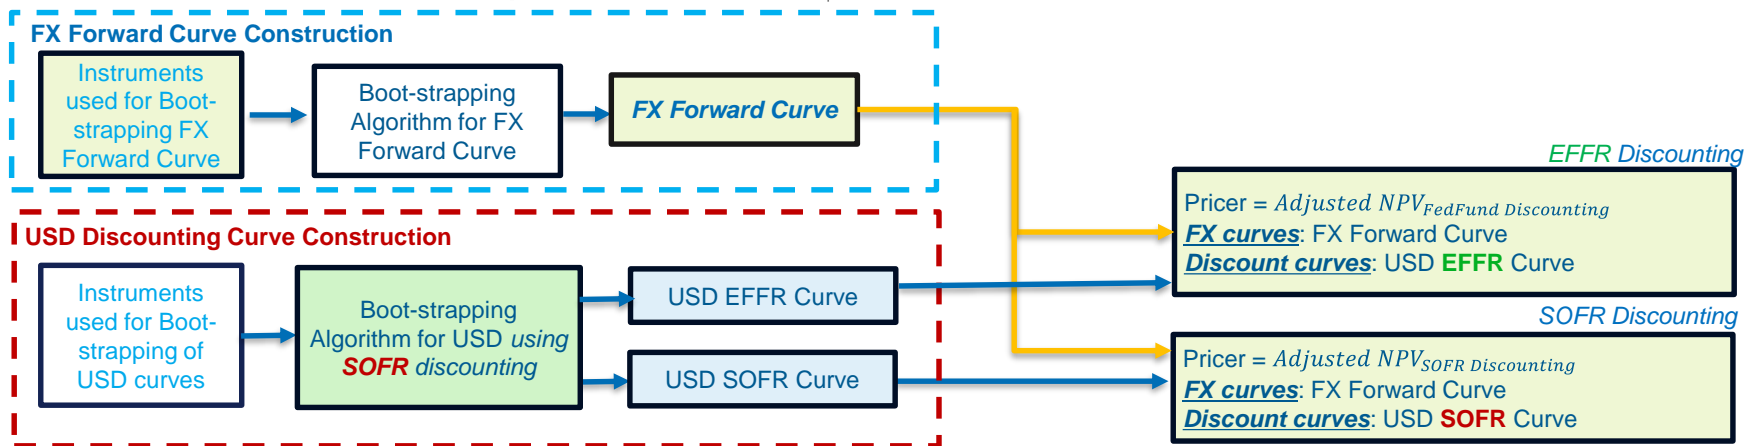 FX Forward Curve Construction
Instruments
used for Boot-
strapping FX
Forward Curve
Boot-strapping
Algorithm for FX
Forward Curve
FX Forward Curve
EFFR Discounting
Pricer = Adjusted NPV FedFund Discounting
FX curves: FX Forward Curve
Discount curves: USD EFFR Curve
USD Discounting Curve Construction
Instruments
used for Boot-
strapping of
USD curves
Boot-strapping
Algorithm for USD using
SOFR discounting
USD EFFR Curve
USD SOFR Curve
SOFR Discounting
Pricer = Adjusted NPV SOFR Discounting
FX curves: FX Forward Curve
Discount curves: USD SOFR Curve